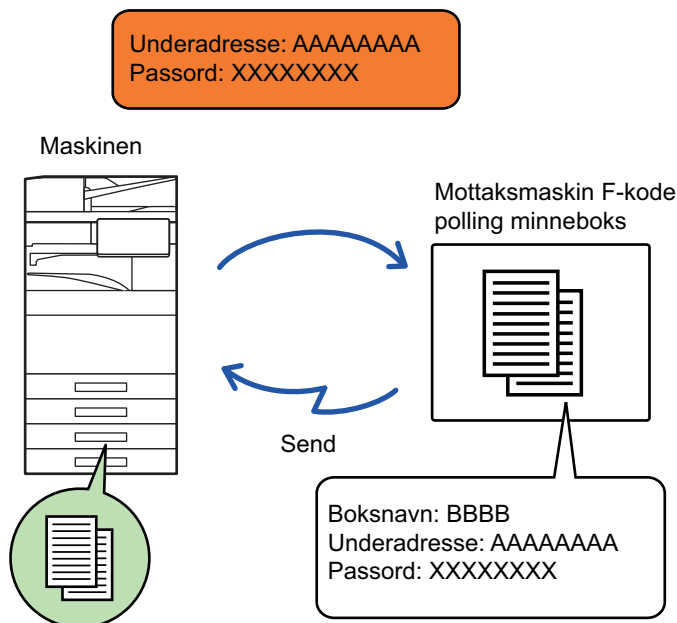 Underadresse: AAAAAAAA
Passord: XXXXXXXX
Maskinen
Mottaksmaskin F-kode
polling minneboks
Send
Boksnavn: BBBB
Underadresse: AAAAAAAA
Passord: XXXXXXXX